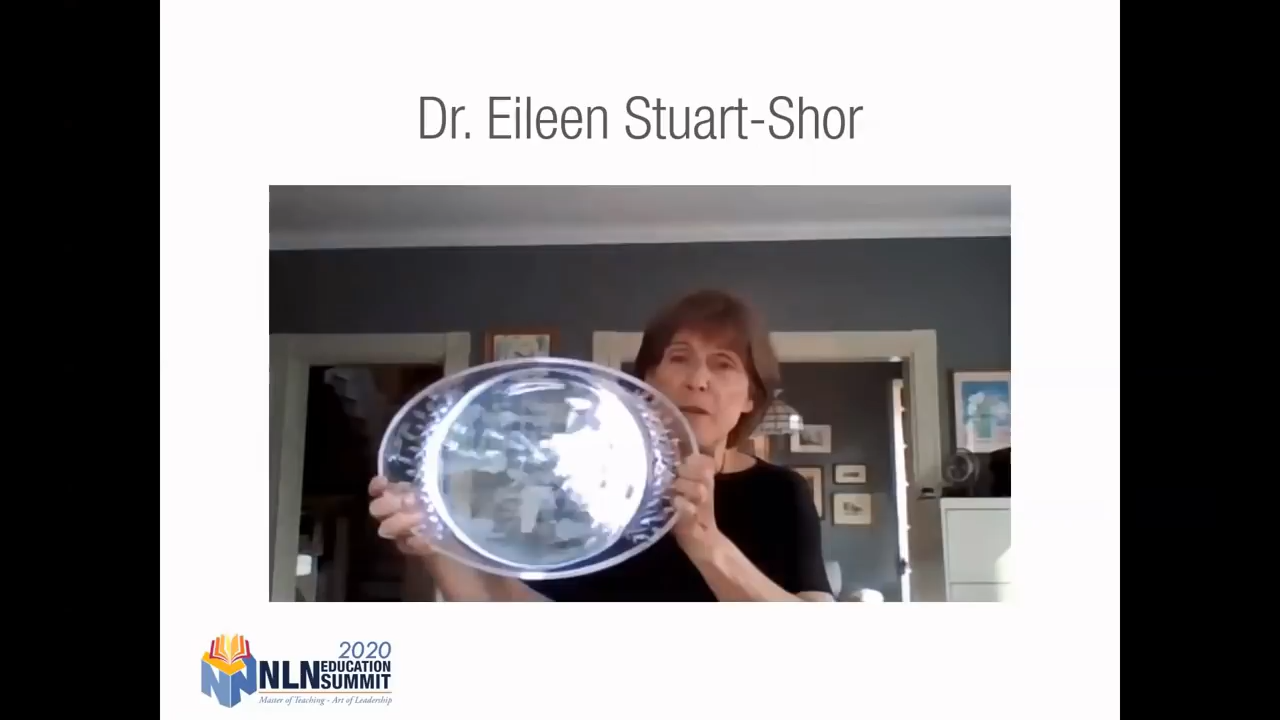 Dr. Eileen Stuart-Shor
2020
NLN EDUCATION SUMMIT
Master of Teaching - Art of Leadership